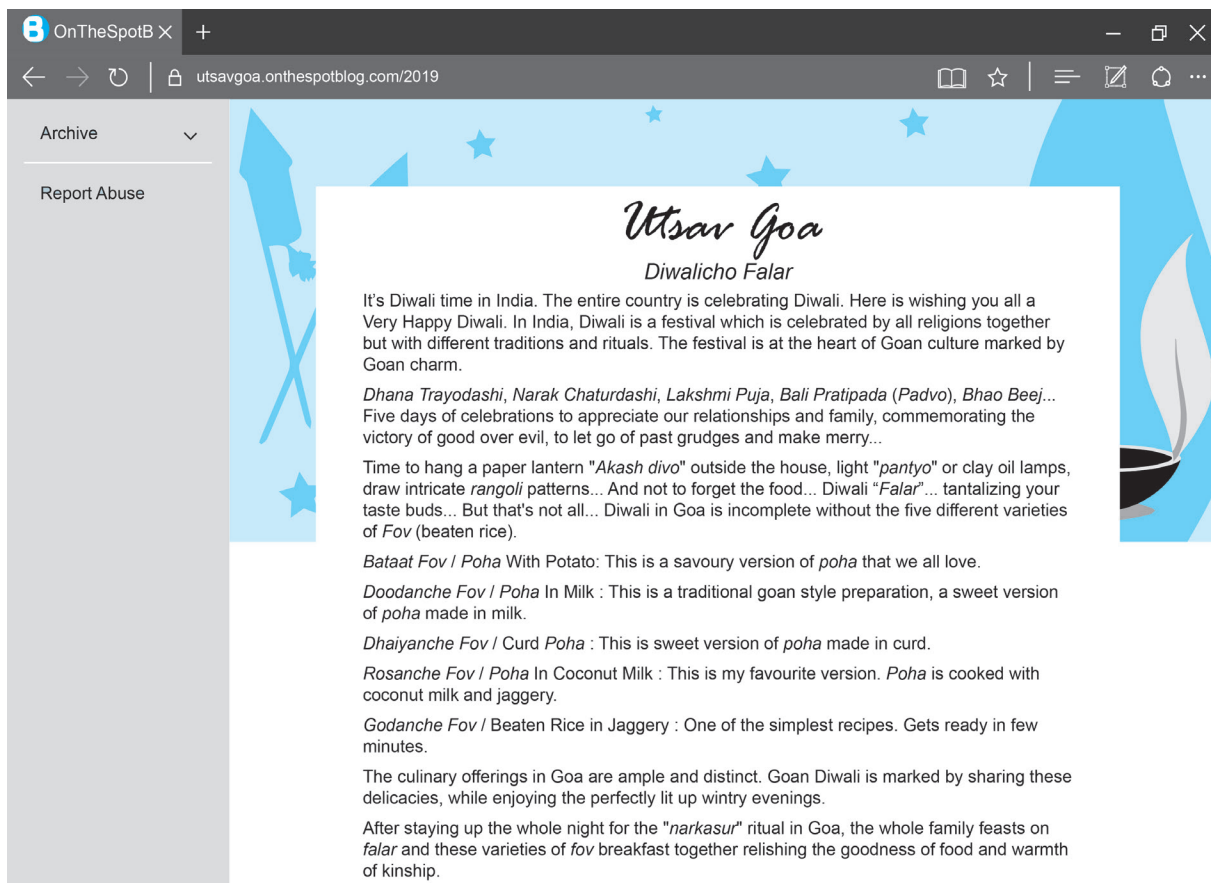 OnTheSpotB
utsavgoa.onthespotblog.com/2019
Archive
Report Abuse
Utsav Goa
Diwalicho Falar
It's Diwali time in India. The entire country is celebrating Diwali. Here is wishing you all a
Very Happy Diwali. In India, Diwali is a festival which is celebrated by all religions together
but with different traditions and rituals. The festival is at the heart of Goan culture marked by
Goan charm.
Dhana Trayodashi, Narak Chaturdashi, Lakshmi Puja, Bali Pratipada (Padvo), Bhao Beej...
Five days of celebrations to appreciate our relationships and family, commemorating the
victory of good over evil, to let go of past grudges and make merry...
Time to hang a paper lantern "Akash divo" outside the house, light "pantyo" or clay oil lamps,
draw intricate rangoli patterns... And not to forget the food... Diwali “Falar”... tantalizing your
taste buds... But that's not all... Diwali in Goa is incomplete without the five different varieties
of Fov (beaten rice).
Bataat Fov / Poha With Potato: This is a savoury version of poha that we all love.
Doodanche Fov / Poha In Milk : This is a traditional goan style preparation, a sweet version
of poha made in milk.
Dhaiyanche Fov / Curd Poha : This is sweet version of poha made in curd.
Rosanche Fov / Poha In Coconut Milk : This is my favourite version. Poha is cooked with
coconut milk and jaggery.
Godanche Fov / Beaten Rice in Jaggery : One of the simplest recipes. Gets ready in few
minutes.
The culinary offerings in Goa are ample and distinct. Goan Diwali is marked by sharing these
delicacies, while enjoying the perfectly lit up wintry evenings.
After staying up the whole night for the "narkasur" ritual in Goa, the whole family feasts on
falar and these varieties of fov breakfast together relishing the goodness of food and warmth
of kinship.